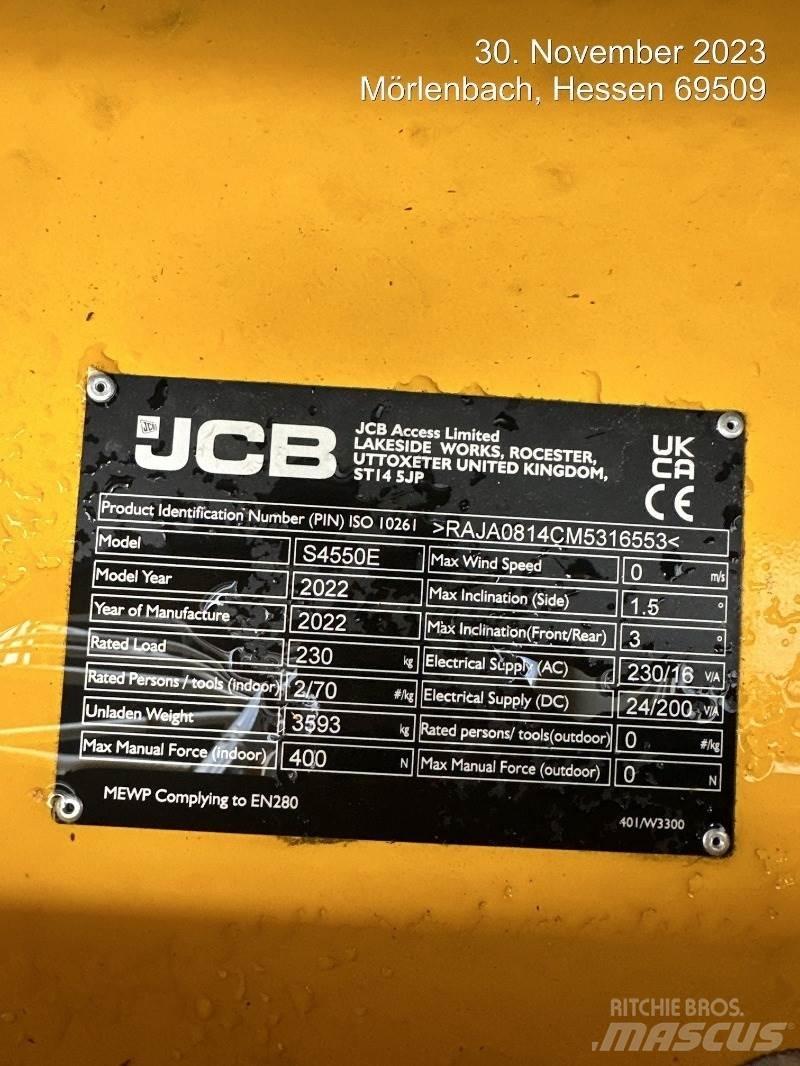 30. November 2023
Mörlenbach, Hessen 69509
JCB JCB
JCB Access Limited
LAKESIDE WORKS, ROCESTER,
UTTOXETER UNITED KINGDOM,
ST14 5JP
UK
CA
CE
Product Identification Number (PIN) ISO 10261 >RAJA0814CM5316553<
Model S4550E Max Wind Speed 0 m/s
Model Year 2022 Max Inclination (Side) 1.5 °
Year of Manufacture 2022 Max Inclination(Front/Rear) 3 °
Rated Load 230 kg Electrical Supply (AC) 230/16 V/A
Rated Persons / tools (indoor) 2/70 #/kg Electrical Supply (DC) 24/200 V/A
Unladen Weight 3593 kg Rated persons/ tools(outdoor) 0 #/kg
Max Manual Force (indoor) 400 N Max Manual Force (outdoor) 0 N
MEWP Complying to EN280
401/W3300
RITCHIE BROS.
MASCUS